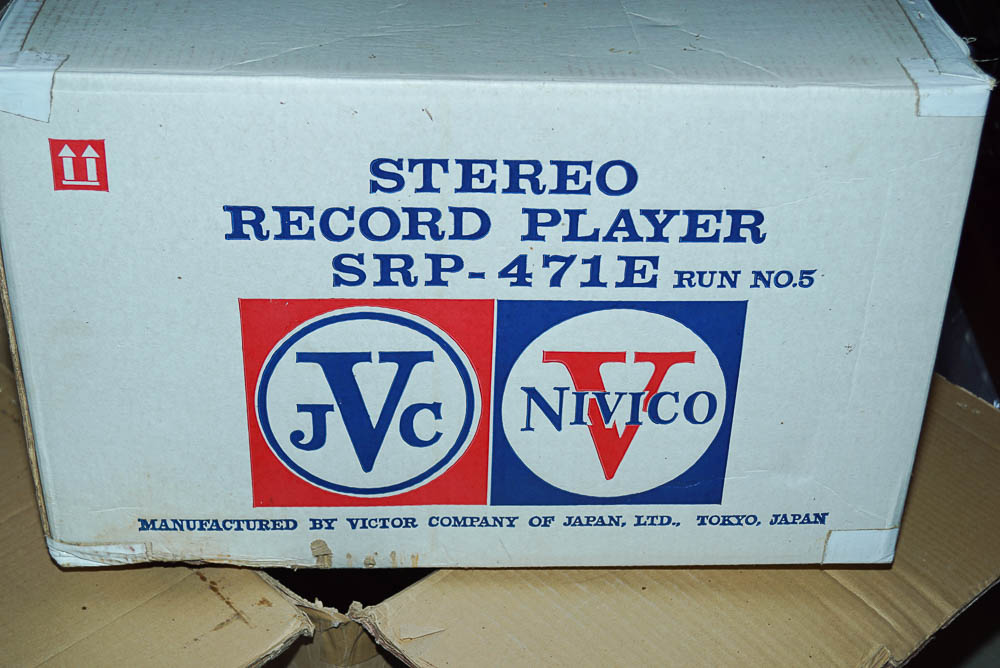 STEREO
RECORD PLAYER
SRP-471E RUN NO.5
JVC
NIVICO V
MANUFACTURED BY VICTOR COMPANY OF JAPAN, LTD., TOKYO, JAPAN